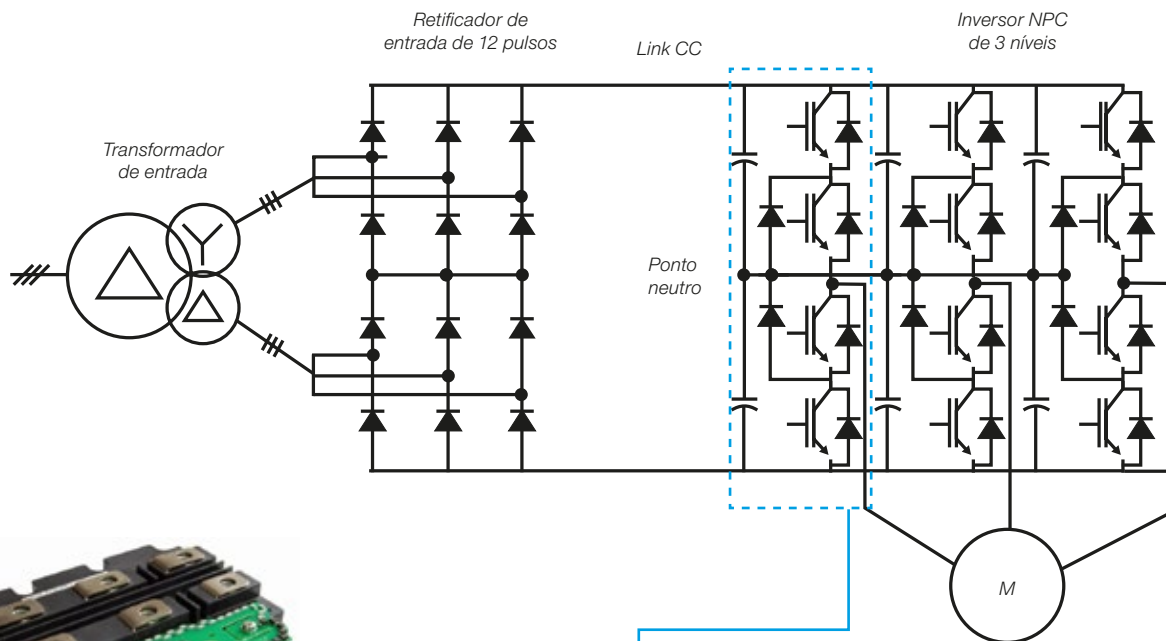 Retificador de
entrada de 12 pulsos
Link CC
Inversor NPC
de 3 níveis
Transformador
de entrada
Ponto
neutro
M